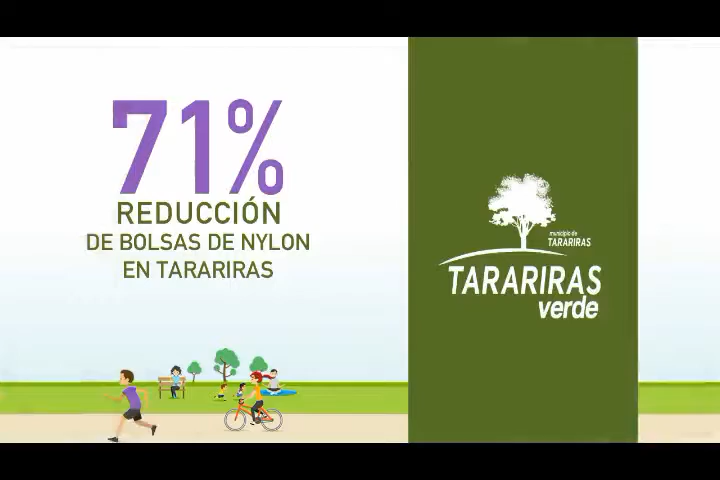 71%
REDUCCIÓN
DE BOLSAS DE NYLON
EN TARARIRAS
municipio de
TARARIRAS
TARARIRAS
verde